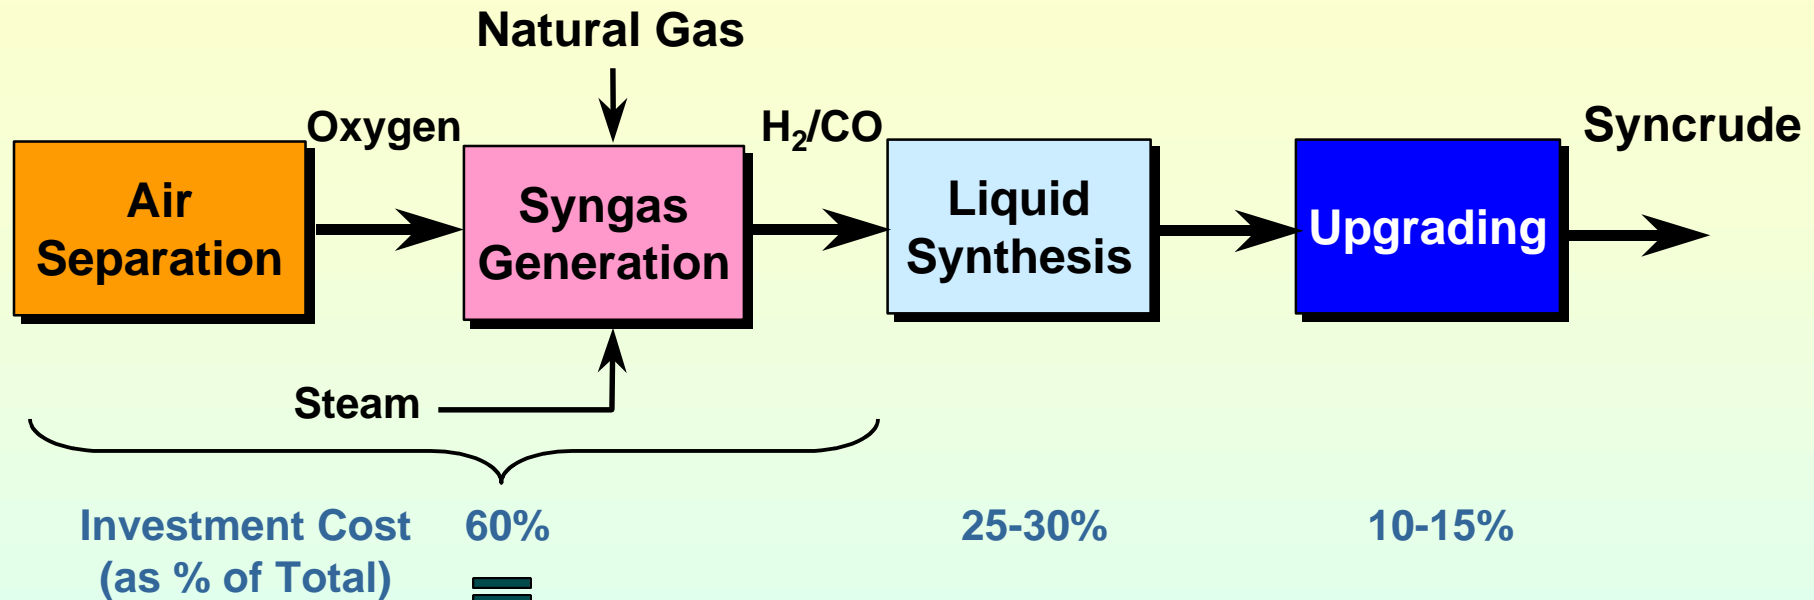 Natural Gas
Oxygen
H₂/CO
Syncrude
Air
Separation
Syngas
Generation
Liquid
Synthesis
Upgrading
Steam
Investment Cost
(as % of Total)
60%
25-30%
10-15%